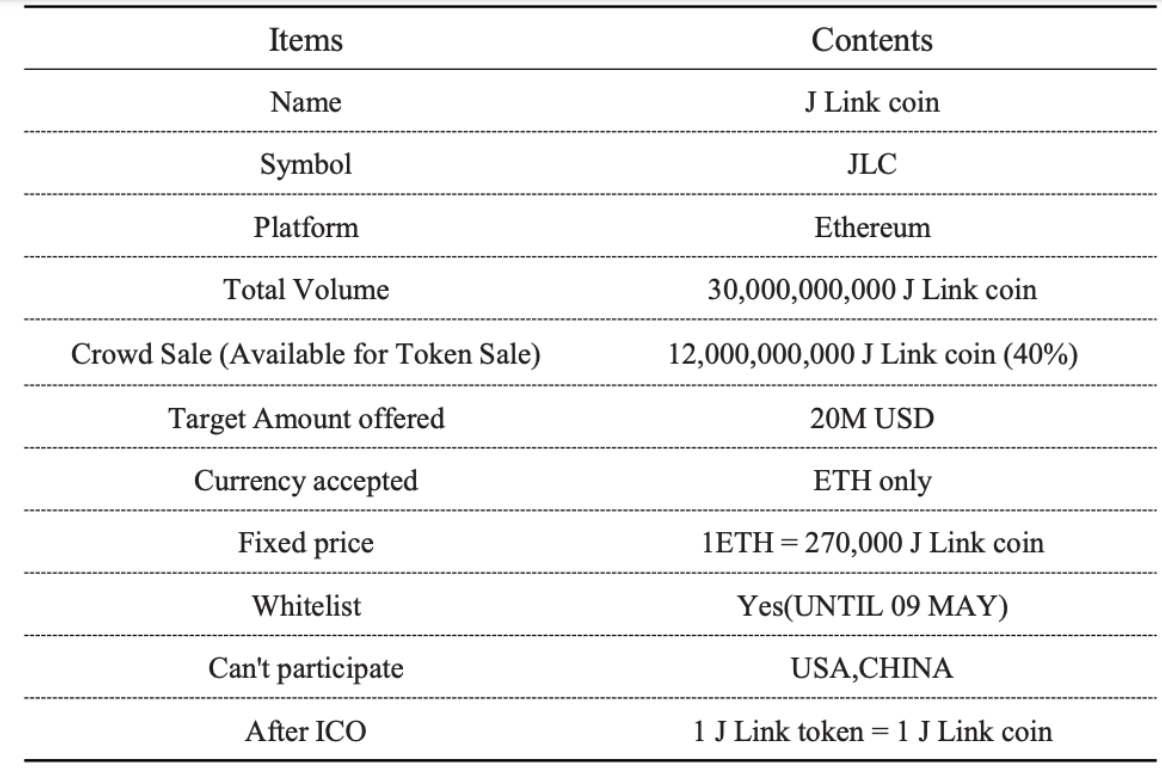 Items Contents
Name J Link coin
Symbol JLC
Platform Ethereum
Total Volume 30,000,000,000 J Link coin
Crowd Sale (Available for Token Sale) 12,000,000,000 J Link coin (40%)
Target Amount offered 20M USD
Currency accepted ETH only
Fixed price 1ETH = 270,000 J Link coin
Whitelist Yes(UNTIL 09 MAY)
Can't participate USA,CHINA
After ICO 1 J Link token = 1 J Link coin